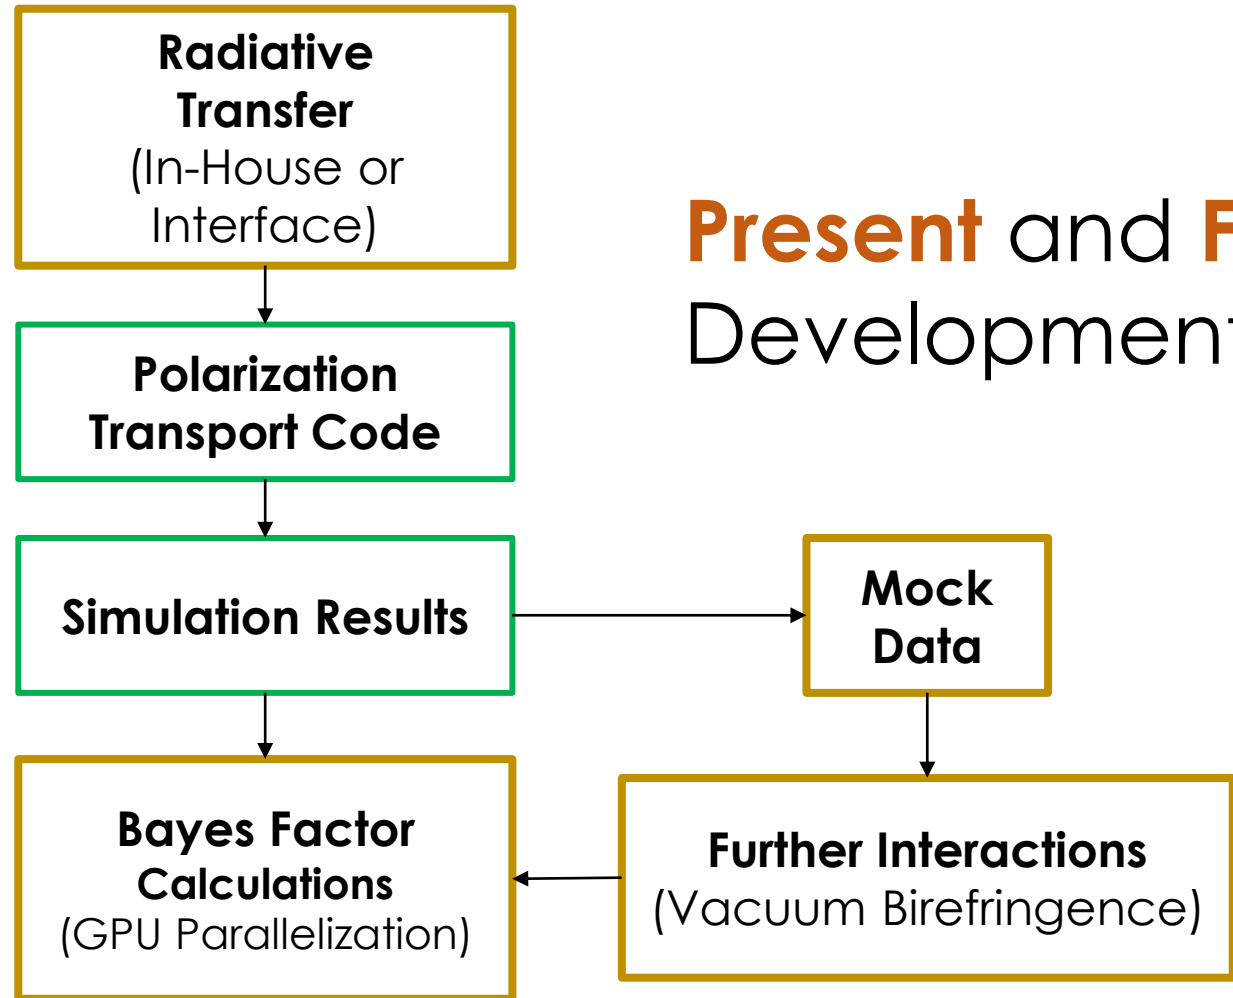 Radiative
Transfer
(In-House or
Interface)
Present and F
Developmen
Polarization
Transport Code
Simulation Results
Mock
Data
Bayes Factor
Calculations
(GPU Parallelization)
Further Interactions
(Vacuum Birefringence)